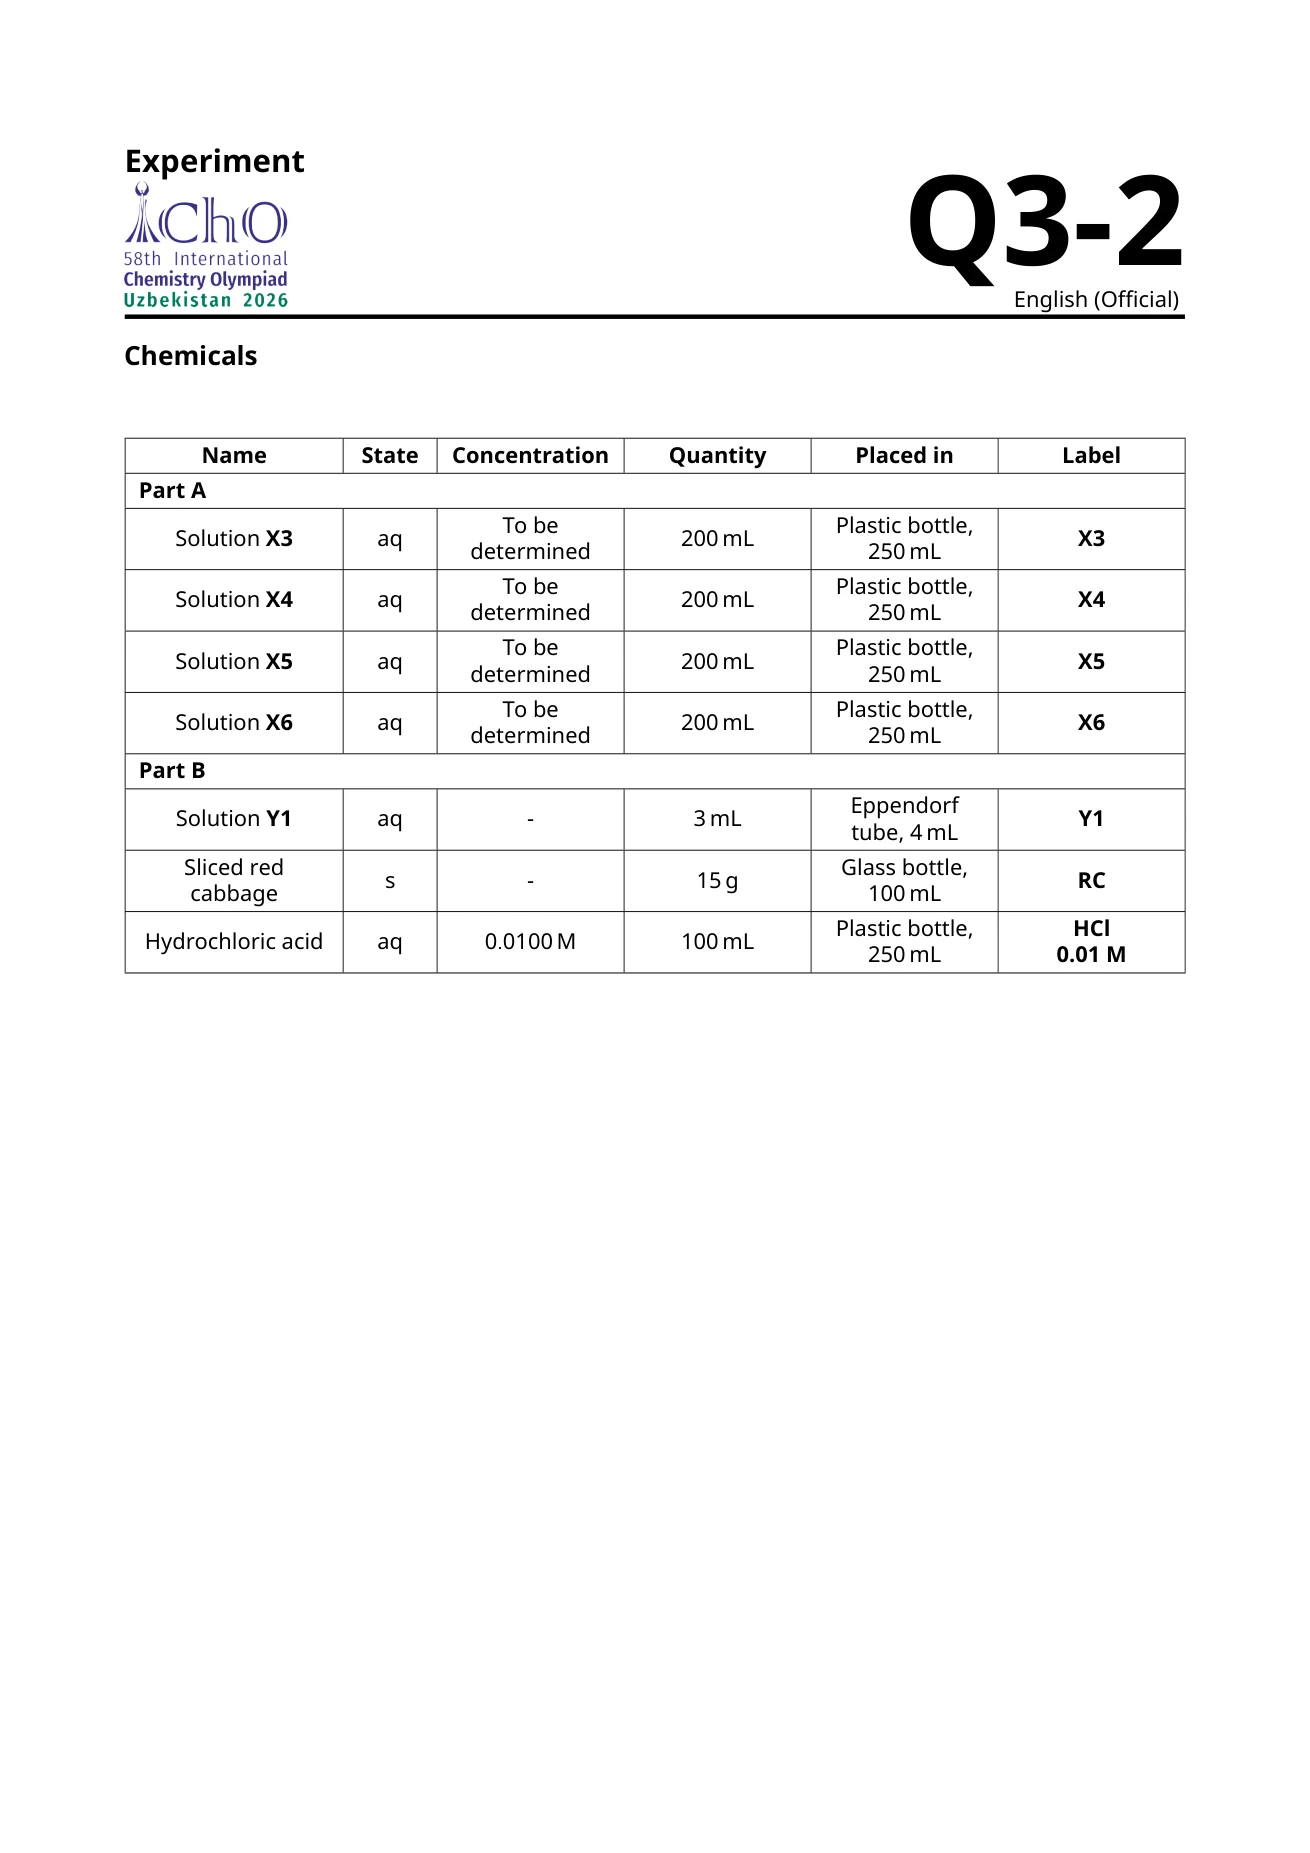 Experiment
IChO
58th International
Chemistry Olympiad
Uzbekistan 2026
Q3-2
English (Official)
Chemicals
Name State Concentration Quantity Placed in Label
Part A
Solution X3 aq To be determined 200 mL Plastic bottle, 250 mL X3
Solution X4 aq To be determined 200 mL Plastic bottle, 250 mL X4
Solution X5 aq To be determined 200 mL Plastic bottle, 250 mL X5
Solution X6 aq To be determined 200 mL Plastic bottle, 250 mL X6
Part B
Solution Y1 aq - 3 mL Eppendorf tube, 4 mL Y1
Sliced red cabbage s - 15 g Glass bottle, 100 mL RC
Hydrochloric acid aq 0.0100 M 100 mL Plastic bottle, 250 mL HCl 0.01 M